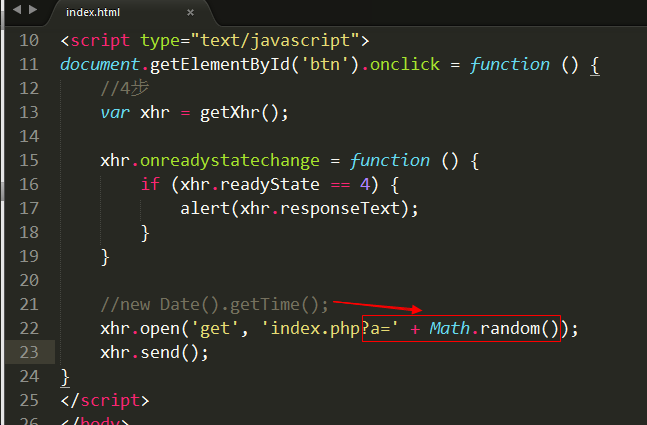 index.html ×
10 <script type="text/javascript">
11 document.getElementById('btn').onclick = function () {
12 //4步
13 var xhr = getXhr();
14
15 xhr.onreadystatechange = function () {
16 if (xhr.readyState == 4) {
17 alert(xhr.responseText);
18 }
19 }
20
21 //new Date().getTime();
22 xhr.open('get', 'index.php?a=' + Math.random());
23 xhr.send();
24 }
25 </script>
26 </body>